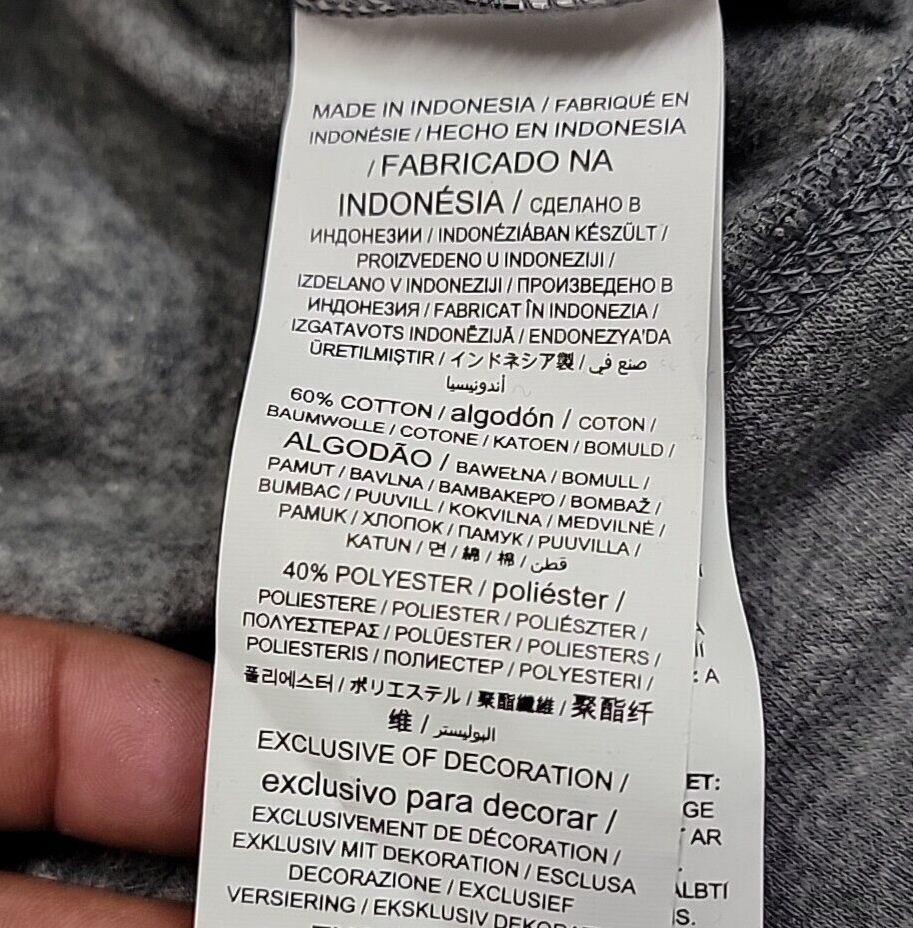 MADE IN INDONESIA / FABRIQUÉ EN
INDONÉSIE / HECHO EN INDONESIA
/ FABRICADO NA
INDONÉSIA / СДЕЛАНО В
ИНДОНЕЗИИ / INDONÉZIÁBAN KÉSZÜLT /
PROIZVEDENO U INDONEZIJI /
IZDELANO V INDONEZIJI / ПРОИЗВЕДЕНО В
ИНДОНЕЗИЯ / FABRICAT ÎN INDONEZIA /
IZGATAVOTS INDONĒZIJĀ / ENDONEZYA'DA
ÜRETILMIŞTIR / インドネシア製 / صنع في
أندونيسيا
60% COTTON / algodón / COTON /
BAUMWOLLE / COTONE / KATOEN / BOMULD /
ALGODÃO / BAWEŁNA / BOMULL /
PAMUT / BAVLNA / ΒΑΜΒΑΚΕΡΌ / BOMBAŽ /
BUMBAC / PUUVILL / KOKVILNA / MEDVILNĖ /
PAMUK / ХЛОПОК / ПАМУК / PUUVILLA /
KATUN / 면 / 綿 / 棉 / قطن
40% POLYESTER / poliéster /
POLIESTERE / POLIESTER / POLIÉSZTER /
ΠΟΛΥΕΣΤΕΡΑΣ / POLÜESTER / POLIESTERS /
POLIESTERIS / ПОЛИЕСТЕР / POLYESTERI /
폴리에스터 / ポリエステル / 聚酯纖維 / 聚酯纤
维 / البوليستر
EXCLUSIVE OF DECORATION /
exclusivo para decorar /
EXCLUSIVEMENT DE DÉCORATION /
EXKLUSIV MIT DEKORATION / ESCLUSA
DECORAZIONE / EXCLUSIEF
VERSIERING / EKSKLUSIV
: A
ET:
GE
AR
S.